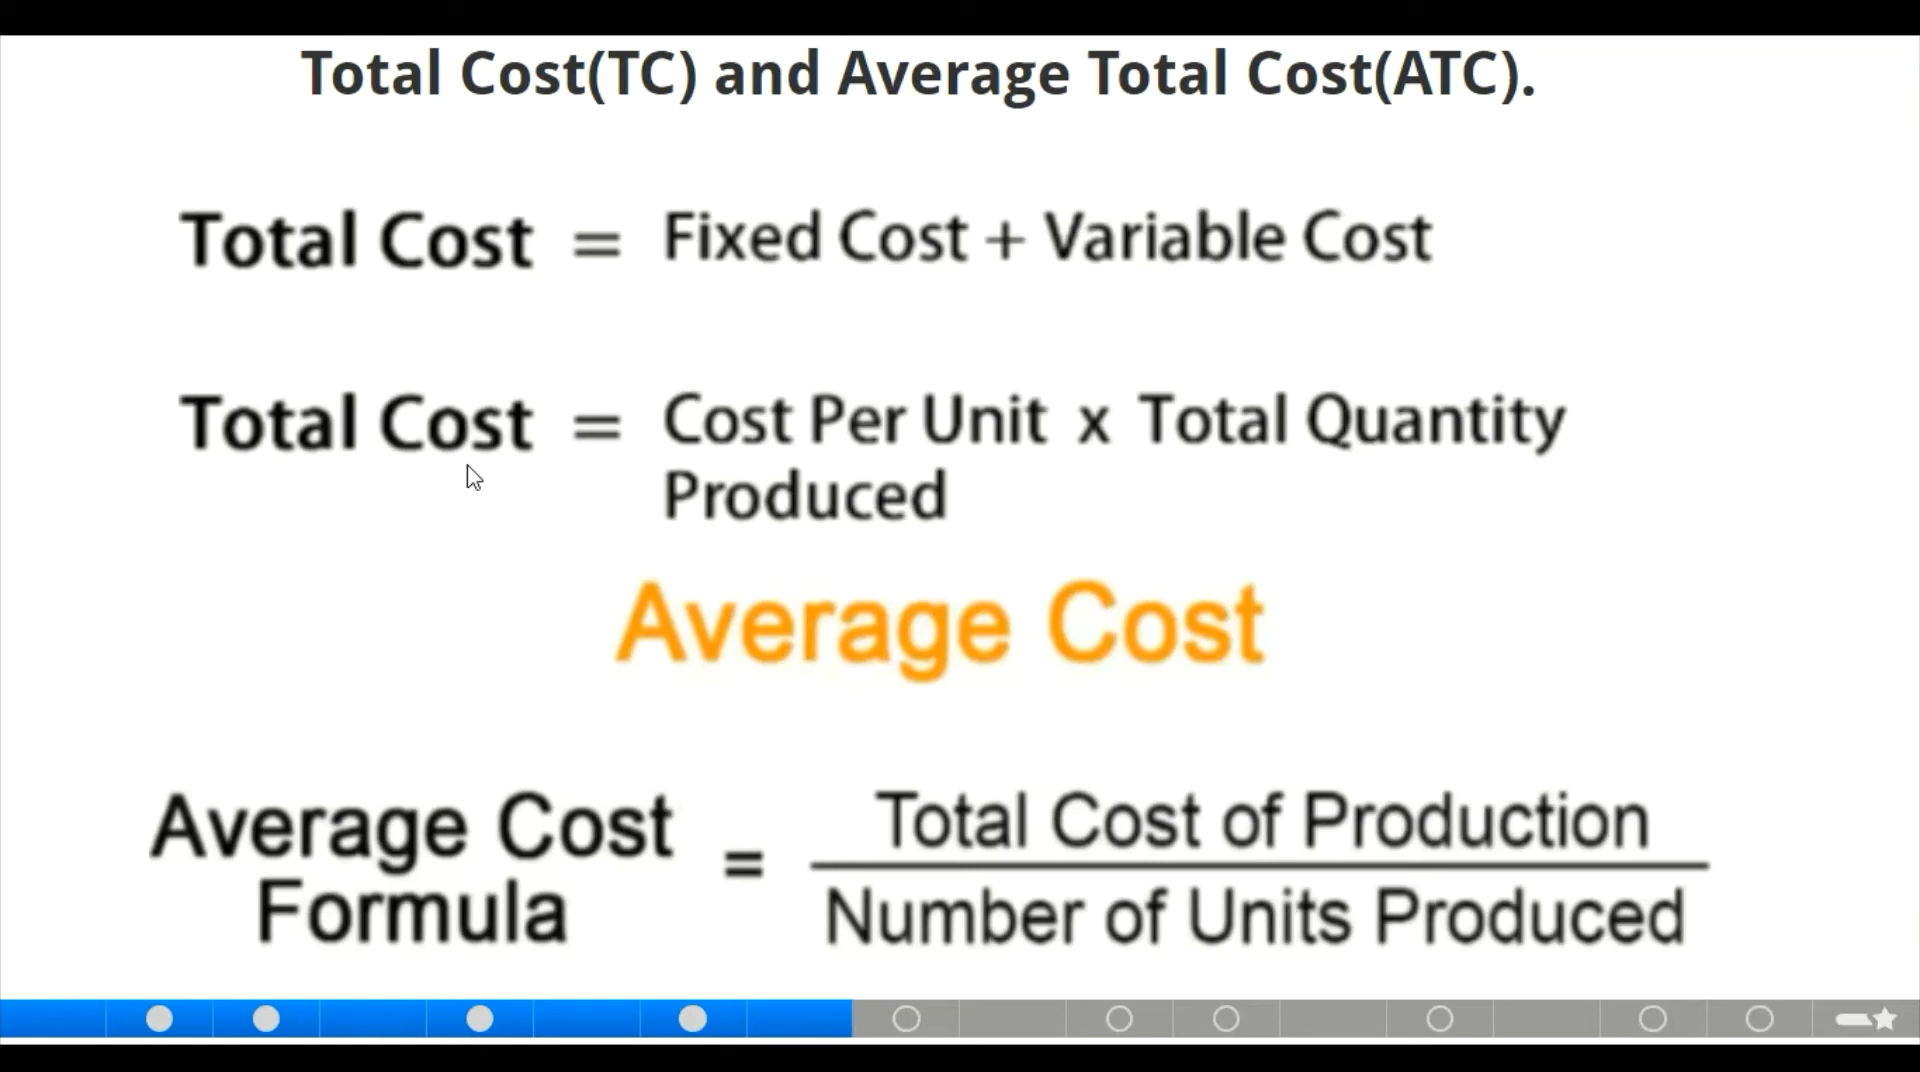 Total Cost(TC) and Average Total Cost(ATC).
Total Cost = Fixed Cost + Variable Cost
Total Cost = Cost Per Unit x Total Quantity
Produced
Average Cost
Average Cost
Formula
=
Total Cost of Production
Number of Units Produced